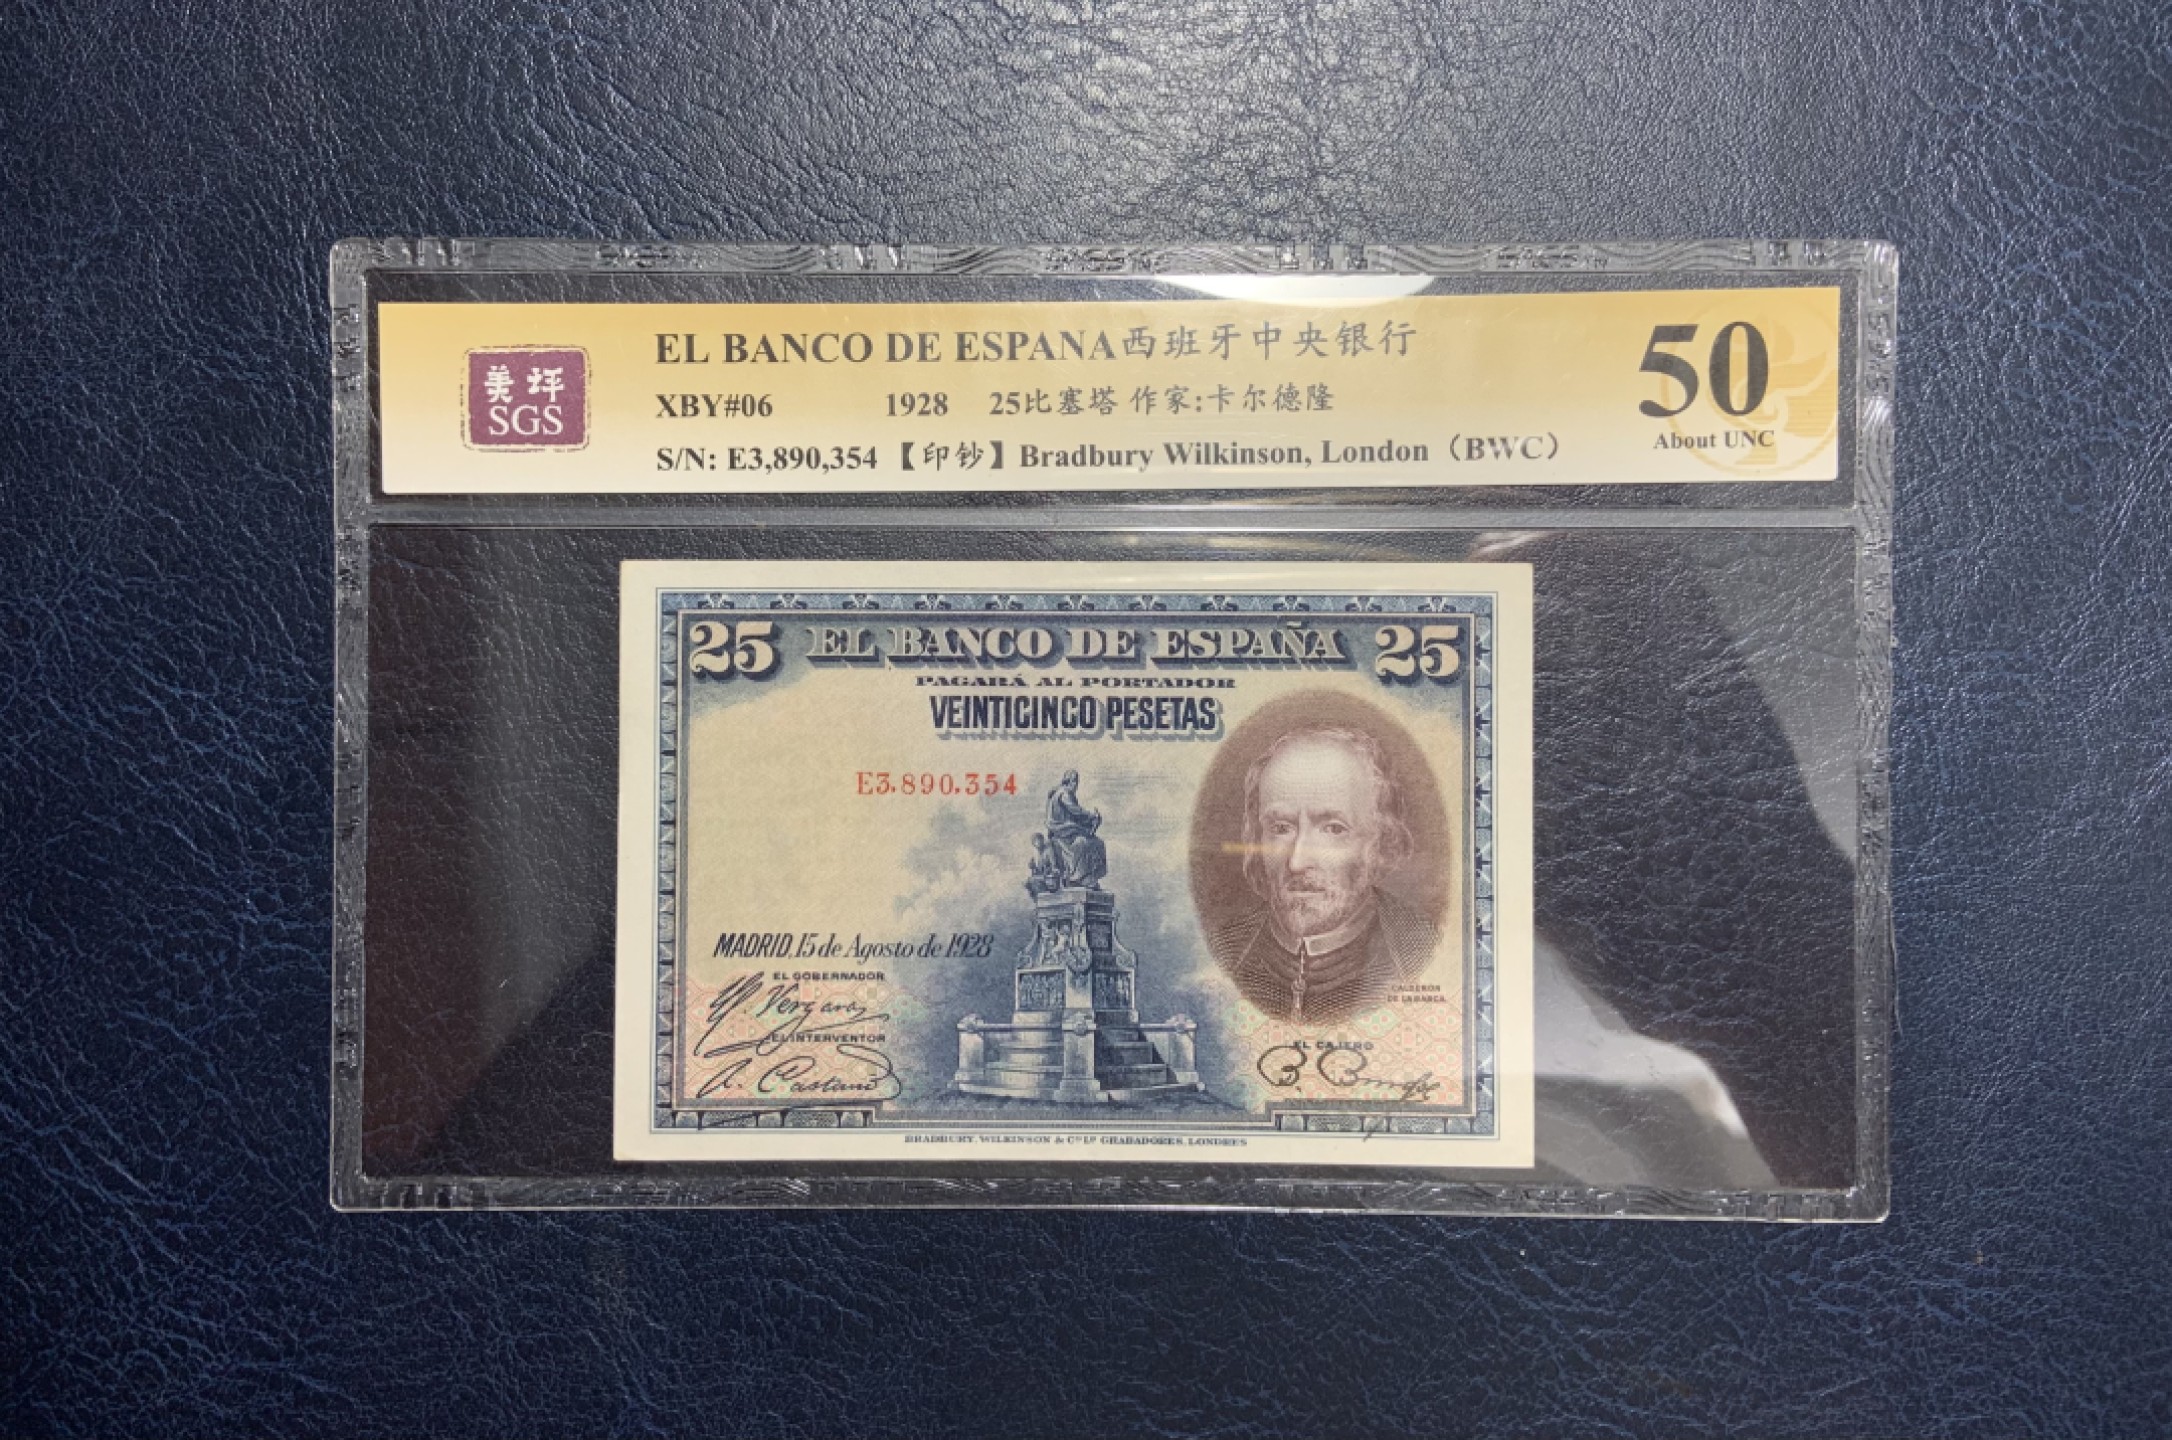 美坪
SGS
EL BANCO DE ESPANA西班牙中央银行
XBY#06 1928 25比塞塔 作家:卡尔德隆
S/N: E3,890,354【印钞】Bradbury Wilkinson, London（BWC）
50
About UNC
25 EL BANCO DE ESPAÑA 25
PAGARÁ AL PORTADOR
VEINTICINCO PESETAS
E3,890,354
MADRID, 15 de Agosto de 1928
EL GOBERNADOR
EL INTERVENTOR
A. Castaño
CALDERON
DE LA BARCA
EL CAJERO
BRADBURY, WILKINSON & Cº Lº GRABADORES, LONDRES